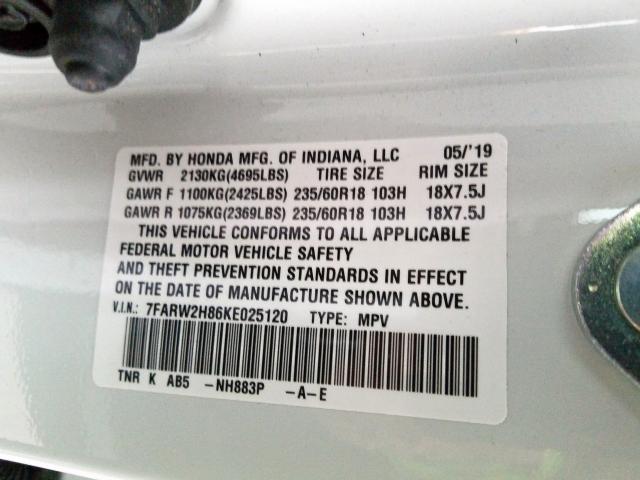 MFD. BY HONDA MFG. OF INDIANA, LLC 05/'19
GVWR 2130KG(4695LBS) TIRE SIZE RIM SIZE
GAWR F 1100KG(2425LBS) 235/60R18 103H 18X7.5J
GAWR R 1075KG(2369LBS) 235/60R18 103H 18X7.5J
THIS VEHICLE CONFORMS TO ALL APPLICABLE
FEDERAL MOTOR VEHICLE SAFETY
AND THEFT PREVENTION STANDARDS IN EFFECT
ON THE DATE OF MANUFACTURE SHOWN ABOVE.
V.I.N.: 7FARW2H86KE025120 TYPE: MPV
TNR K AB5 -NH883P -A-E